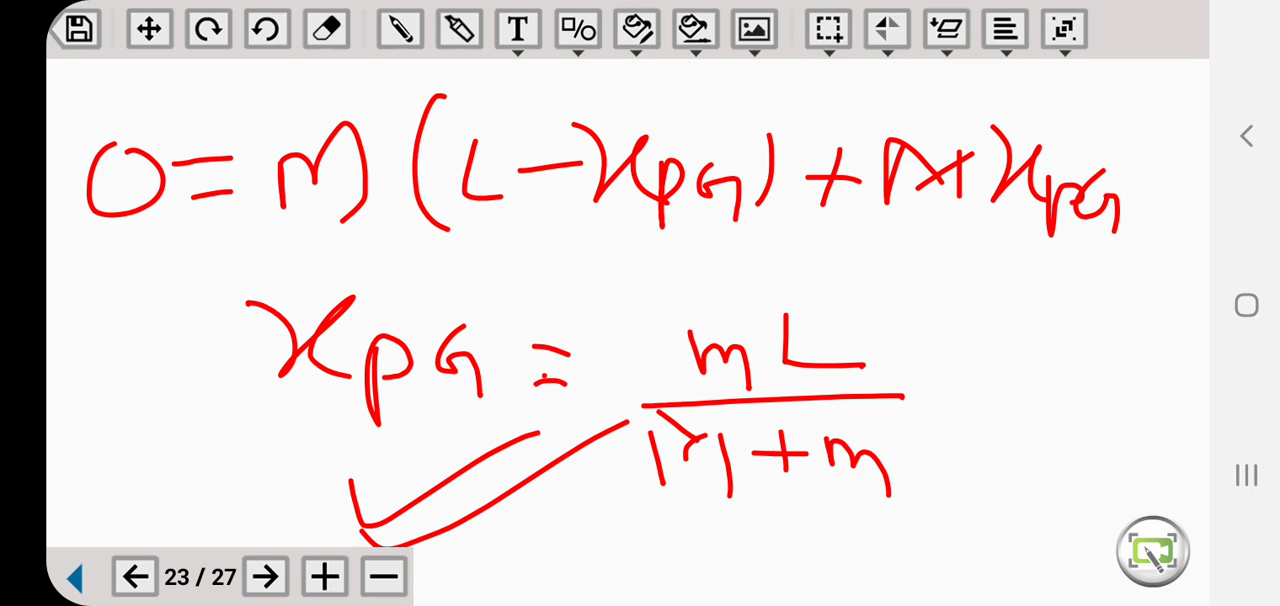 T
0 = m (L - x_PG) + M x_PG
x_PG = mL / M + m
23 / 27